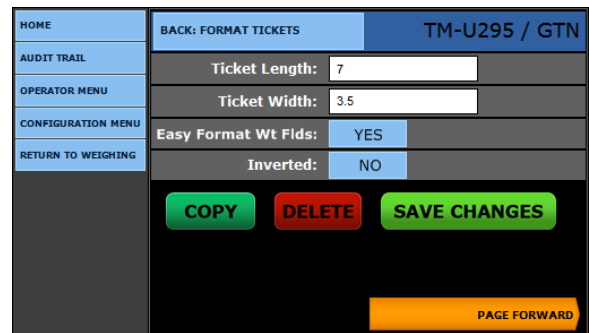 HOME
AUDIT TRAIL
OPERATOR MENU
CONFIGURATION MENU
RETURN TO WEIGHING
BACK: FORMAT TICKETS
TM-U295 / GTN
Ticket Length: 7
Ticket Width: 3.5
Easy Format Wt Flds: YES
Inverted: NO
COPY DELETE SAVE CHANGES
PAGE FORWARD